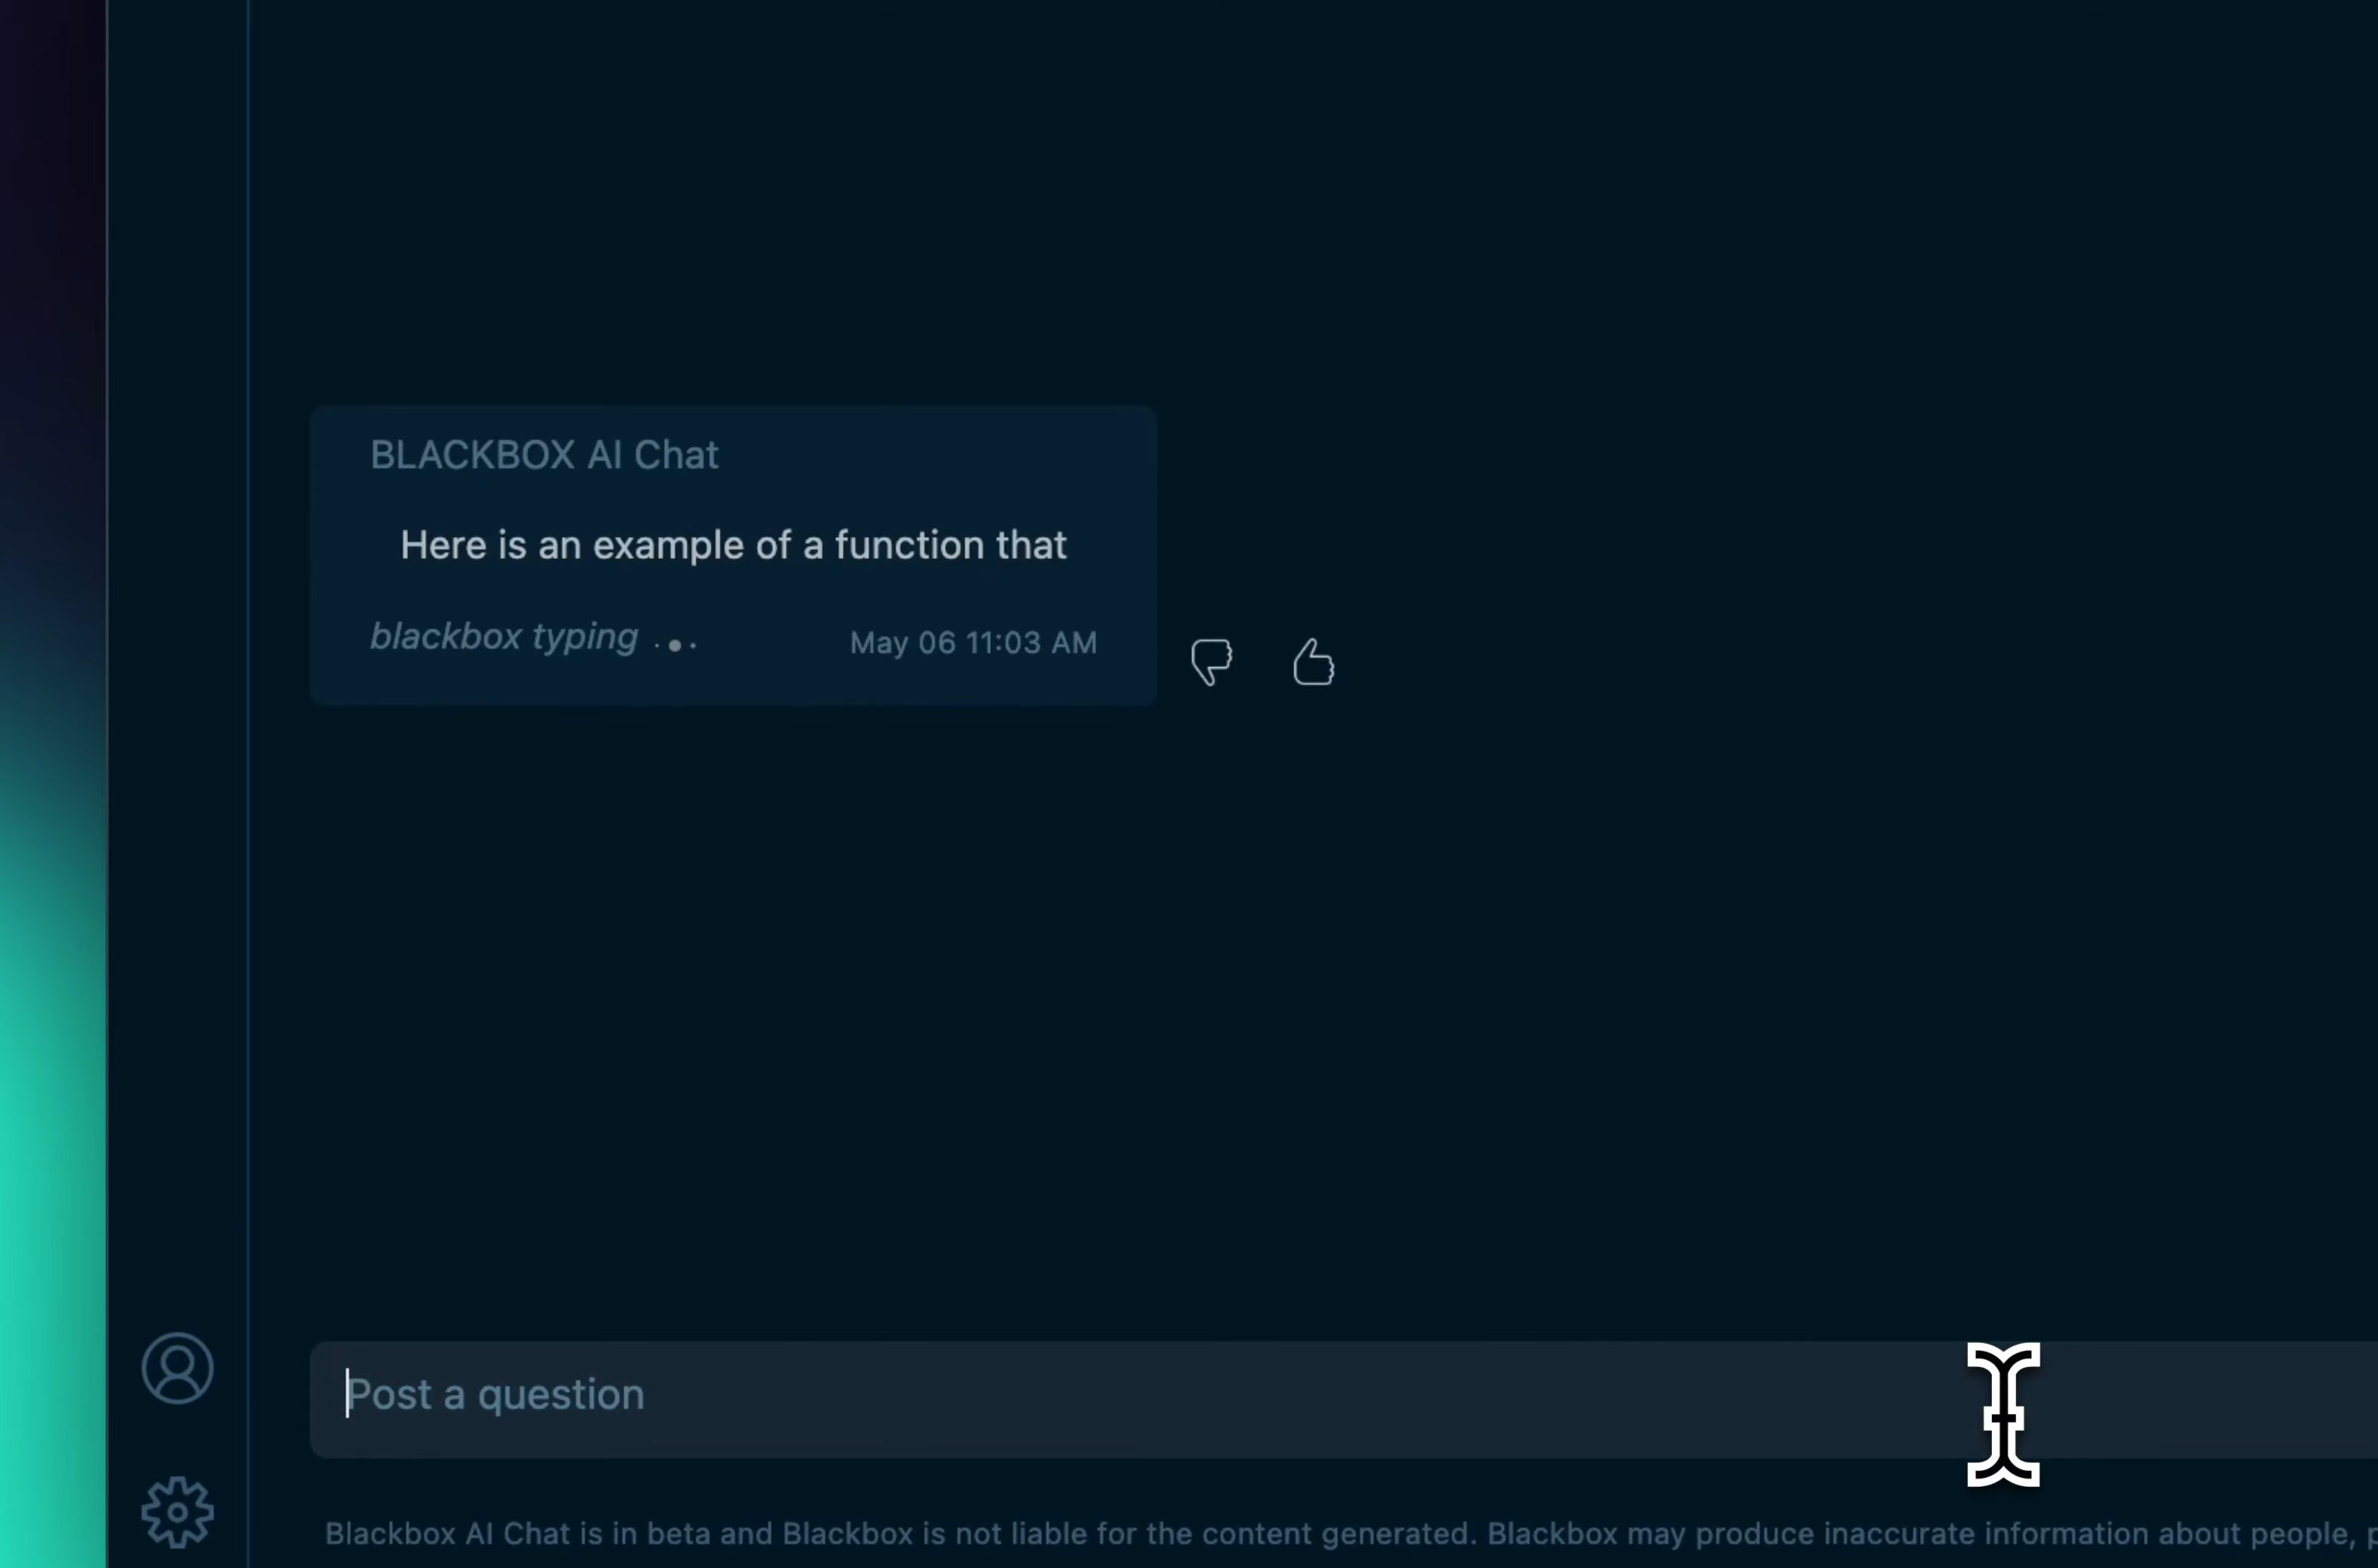 BLACKBOX AI Chat
Here is an example of a function that
blackbox typing
May 06 11:03 AM
Post a question
Blackbox AI Chat is in beta and Blackbox is not liable for the content generated. Blackbox may produce inaccurate information about people,